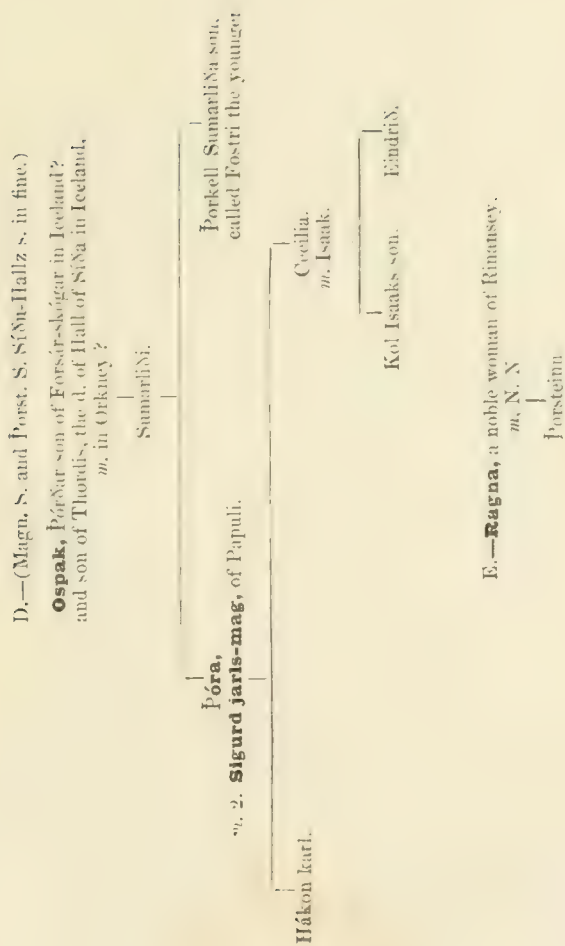 D.—(Magn. S. and Þorst. S. Síðu-Hallz s. in fine.)
Ospak, Þórðar son of Forsár-skógar in Iceland?
and son of Thordis, the d. of Hall of Síða in Iceland,
m. in Orkney?
Sumarliði.
Þóra,
m. 2. Sigurd jarls-mag, of Papuli.
Þorkell Sumarliða son,
called Fostri the younger
Hákon karl.
Cecilia.
m. Isaak.
Kol Isaaks son.
Eindrið.
E.—Ragna, a noble woman of Rinansey.
m. N. N
Þorsteinn